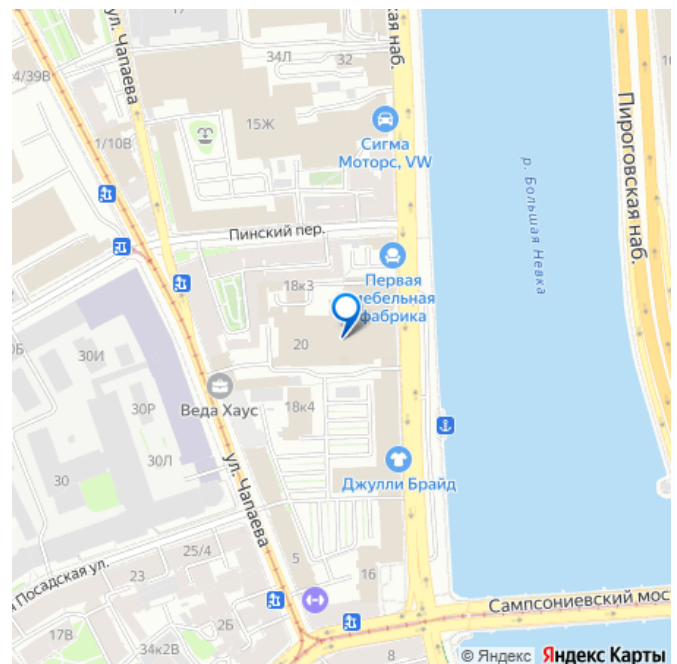 17
ул. Чапаева
ская наб.
34Л
32
4/39В
15Ж
1/10В
Сигма
Моторс, VW
Пироговская наб.
р. Большая Невка
Пинский пер.
Первая
мебельная
фабрика
18к3
20
30И
Веда Хаус
30Р
18к4
30Л
30
ул. Чапаева
Джулли Брайд
25/4
я Посадская ул.
23
5
16
2Б
17В
34к2В
8
Сампсониевский мос
© Яндекс Яндекс Карты